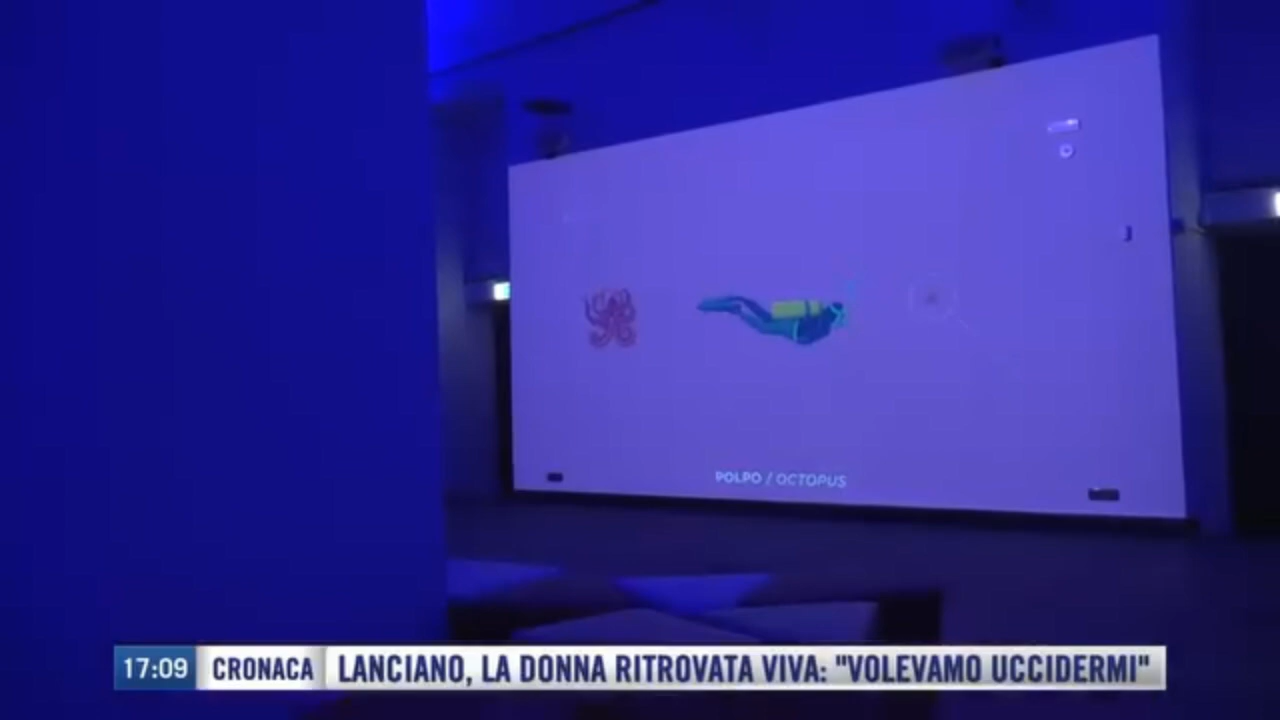 POLPO / OCTOPUS
17:09 CRONACA LANCIANO, LA DONNA RITROVATA VIVA: "VOLEVAMO UCCIDERMI"